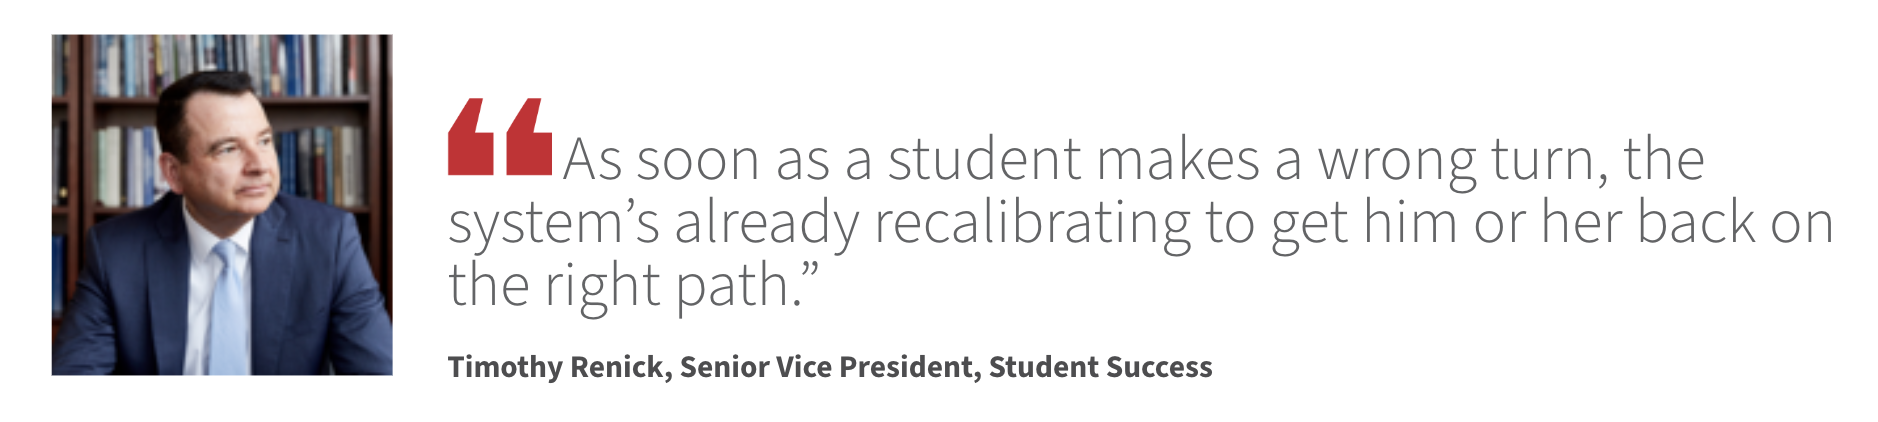 “As soon as a student makes a wrong turn, the
system’s already recalibrating to get him or her back on
the right path.”
Timothy Renick, Senior Vice President, Student Success